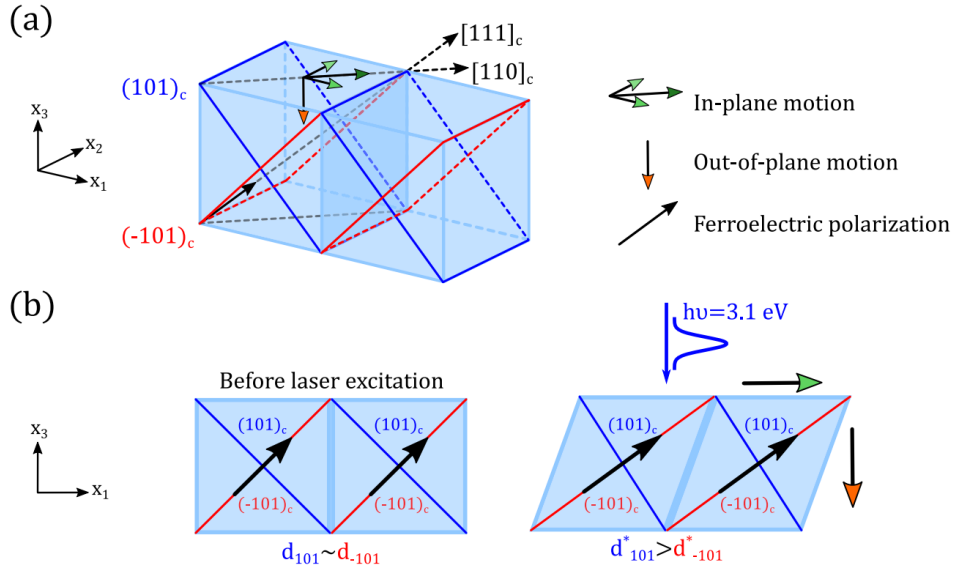 (a)
[111]c
[110]c
(101)c
(-101)c
x3
x2
x1
In-plane motion
Out-of-plane motion
Ferroelectric polarization
(b)
hυ=3.1 eV
Before laser excitation
x3
x1
(101)c
(101)c
(-101)c
(-101)c
d101~d-101
(101)c
(101)c
(-101)c
(-101)c
d*101>d*-101